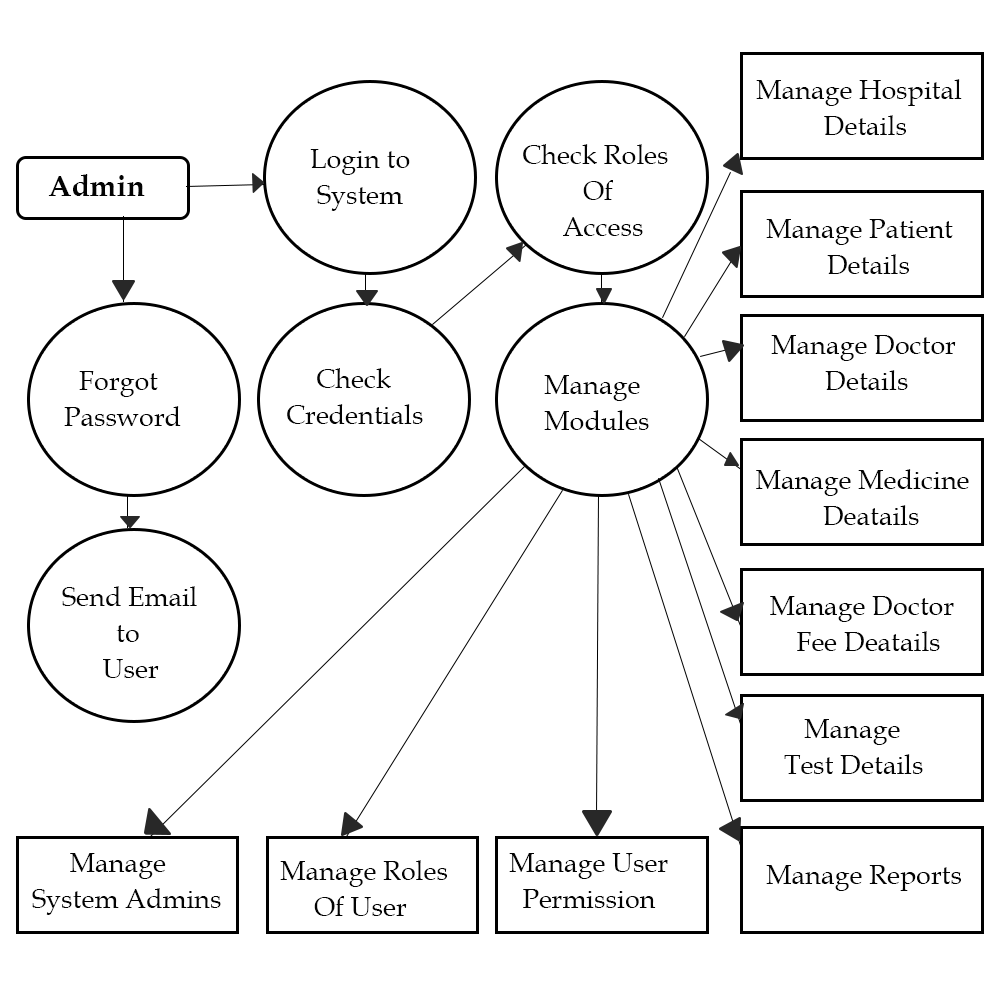 Admin
Login to
System
Check Roles
Of
Access
Manage Hospital
Details
Manage Patient
Details
Manage Doctor
Details
Forgot
Password
Check
Credentials
Manage
Modules
Manage Medicine
Deatails
Send Email
to
User
Manage Doctor
Fee Deatails
Manage
Test Details
Manage
System Admins
Manage Roles
Of User
Manage User
Permission
Manage Reports